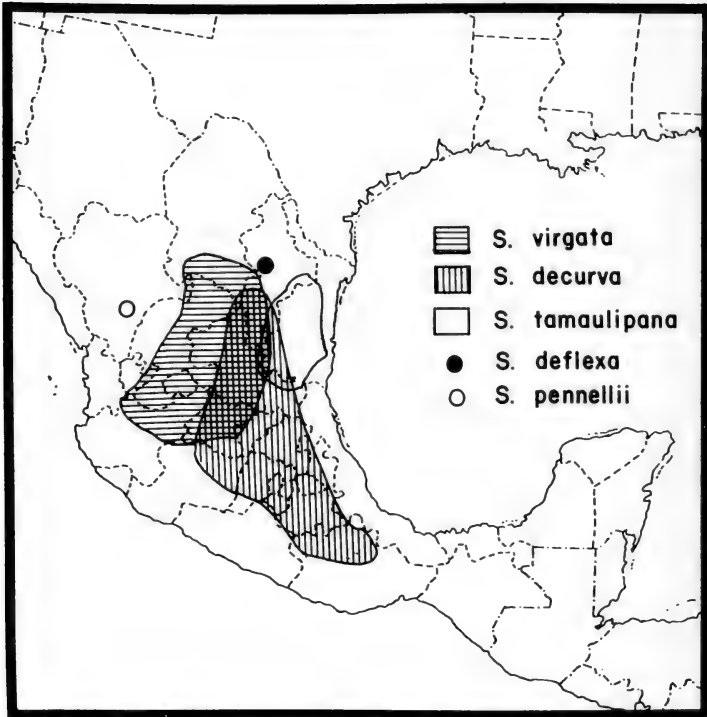 S. virgata
S. decurva
S. tamaulipana
S. deflexa
S. pennellii